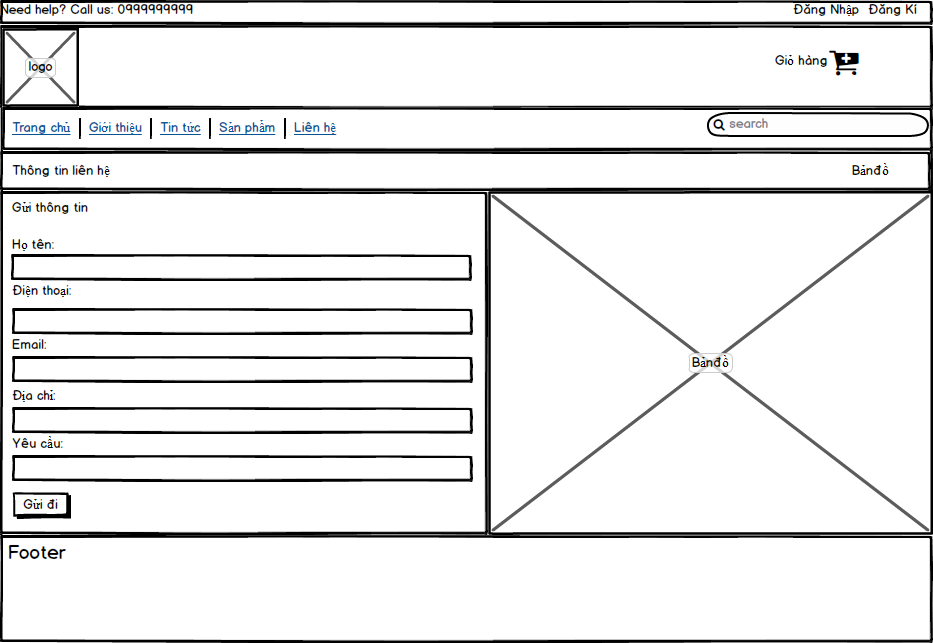 Need help? Call us: 0999999999 Đăng Nhập Đăng Kí
logo Giỏ hàng
Trang chủ Giới thiệu Tin tức Sản phẩm Liên hệ search
Thông tin liên hệ Bảnđồ
Gửi thông tin
Họ tên:
Điện thoại:
Email:
Địa chỉ:
Yêu cầu:
Gửi đi
Bảnđồ
Footer